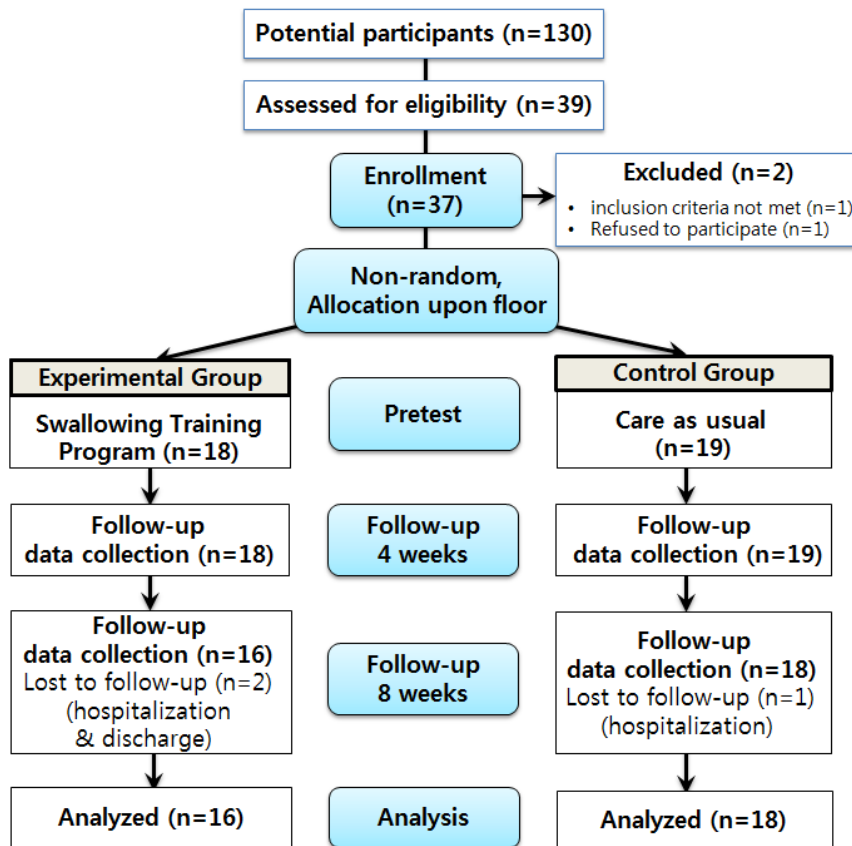 Potential participants (n=130)
Assessed for eligibility (n=39)
Enrollment
(n=37)
Excluded (n=2)
• inclusion criteria not met (n=1)
• Refused to participate (n=1)
Non-random,
Allocation upon floor
Experimental Group
Swallowing Training
Program (n=18)
Pretest
Control Group
Care as usual
(n=19)
Follow-up
data collection (n=18)
Follow-up
4 weeks
Follow-up
data collection (n=19)
Follow-up
data collection (n=16)
Lost to follow-up (n=2)
(hospitalization
& discharge)
Follow-up
8 weeks
Follow-up
data collection (n=18)
Lost to follow-up (n=1)
(hospitalization)
Analyzed (n=16)
Analysis
Analyzed (n=18)